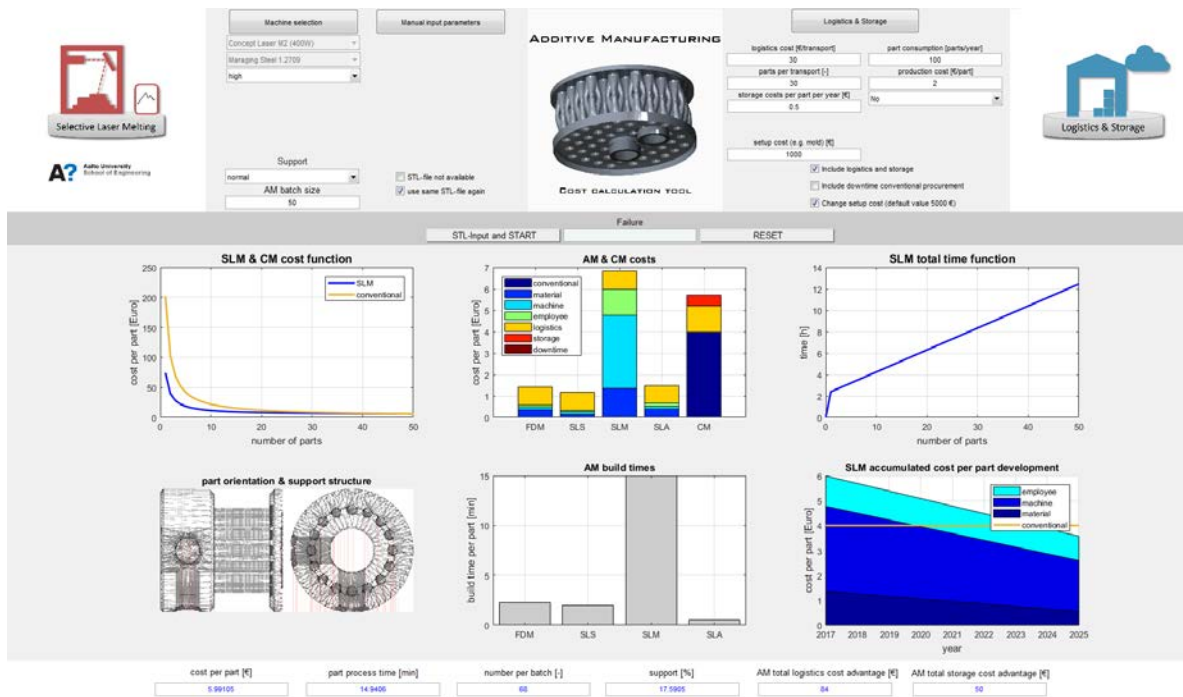 Machine selection
Manual input parameters
Logistics & Storage
Concept Laser M2 (400W)
Maraging Steel 1.2709
high
ADDITIVE MANUFACTURING
logistics cost [€/transport]
part consumption [parts/year]
30
100
parts per transport [-]
production cost [€/part]
30
2
storage costs per part per year [€]
No
0.5
Selective Laser Melting
Logistics & Storage
setup cost (e.g. mold) [€]
1000
A?
Aalto University
School of Engineering
Support
normal
AM batch size
50
STL-file not available
use same STL-file again
COST CALCULATION TOOL
Include logistics and storage
Include downtime conventional procurement
Change setup cost (default value 5000 €)
Failure
STL-Input and START
RESET
SLM & CM cost function
250
200
150
100
50
0
cost per part [Euro]
SLM
conventional
0 10 20 30 40 50
number of parts
AM & CM costs
7
6
5
4
3
2
1
0
cost per part [Euro]
conventional
material
machine
employee
logistics
storage
downtime
FDM SLS SLM SLA CM
SLM total time function
14
12
10
8
6
4
2
0
time [h]
0 10 20 30 40 50
number of parts
part orientation & support structure
AM build times
15
10
5
0
build time per part [min]
FDM SLS SLM SLA
SLM accumulated cost per part development
6
5
4
3
2
1
0
cost per part [Euro]
employee
machine
material
conventional
2017 2018 2019 2020 2021 2022 2023 2024 2025
year
cost per part [€]
part process time [min]
number per batch [-]
support [%]
AM total logistics cost advantage [€]
AM total storage cost advantage [€]
5.99105
14.9406
68
17.5905
84
50